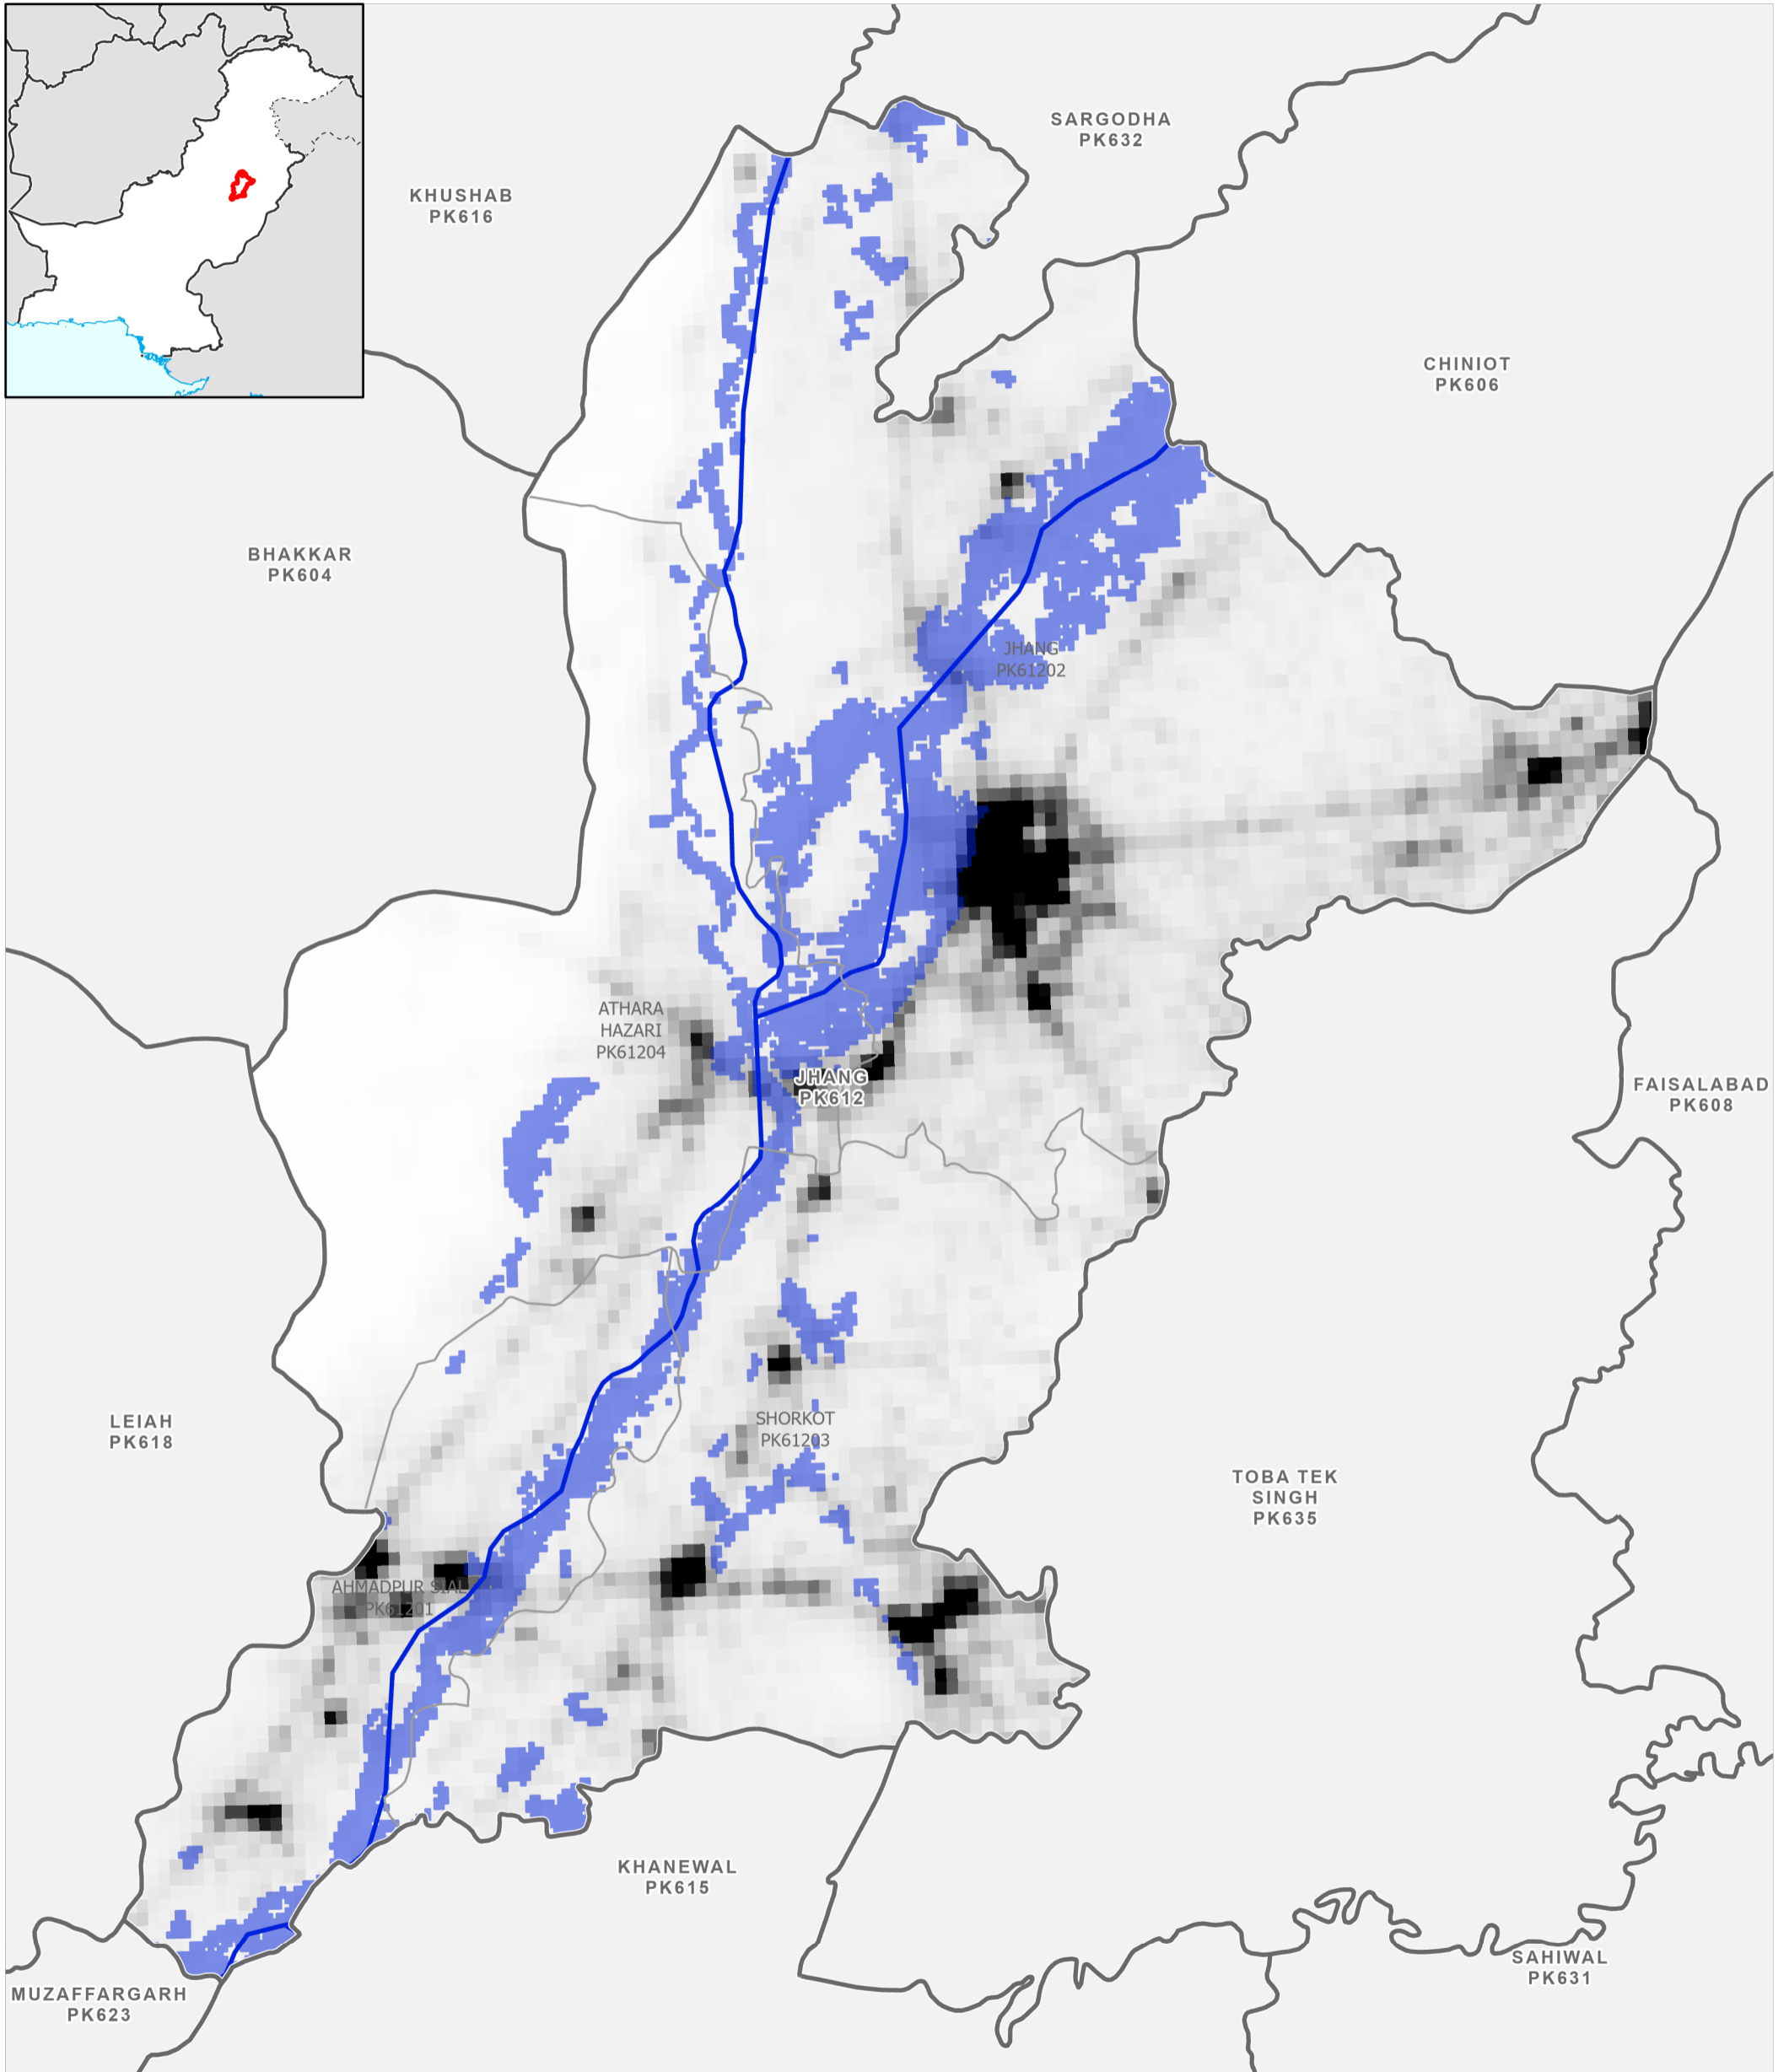 SARGODHA
PK632
KHUSHAB
PK616
CHINIOT
PK606
BHAKKAR
PK604
JHANG
PK61202
ATHARA
HAZARI
PK61204
JHANG
PK612
FAISALABAD
PK608
LEIAH
PK618
SHORKOT
PK61203
TOBA TEK
SINGH
PK635
AHMADPUR SIAL
PK61201
KHANEWAL
PK615
SAHIWAL
PK631
MUZAFFARGARH
PK623